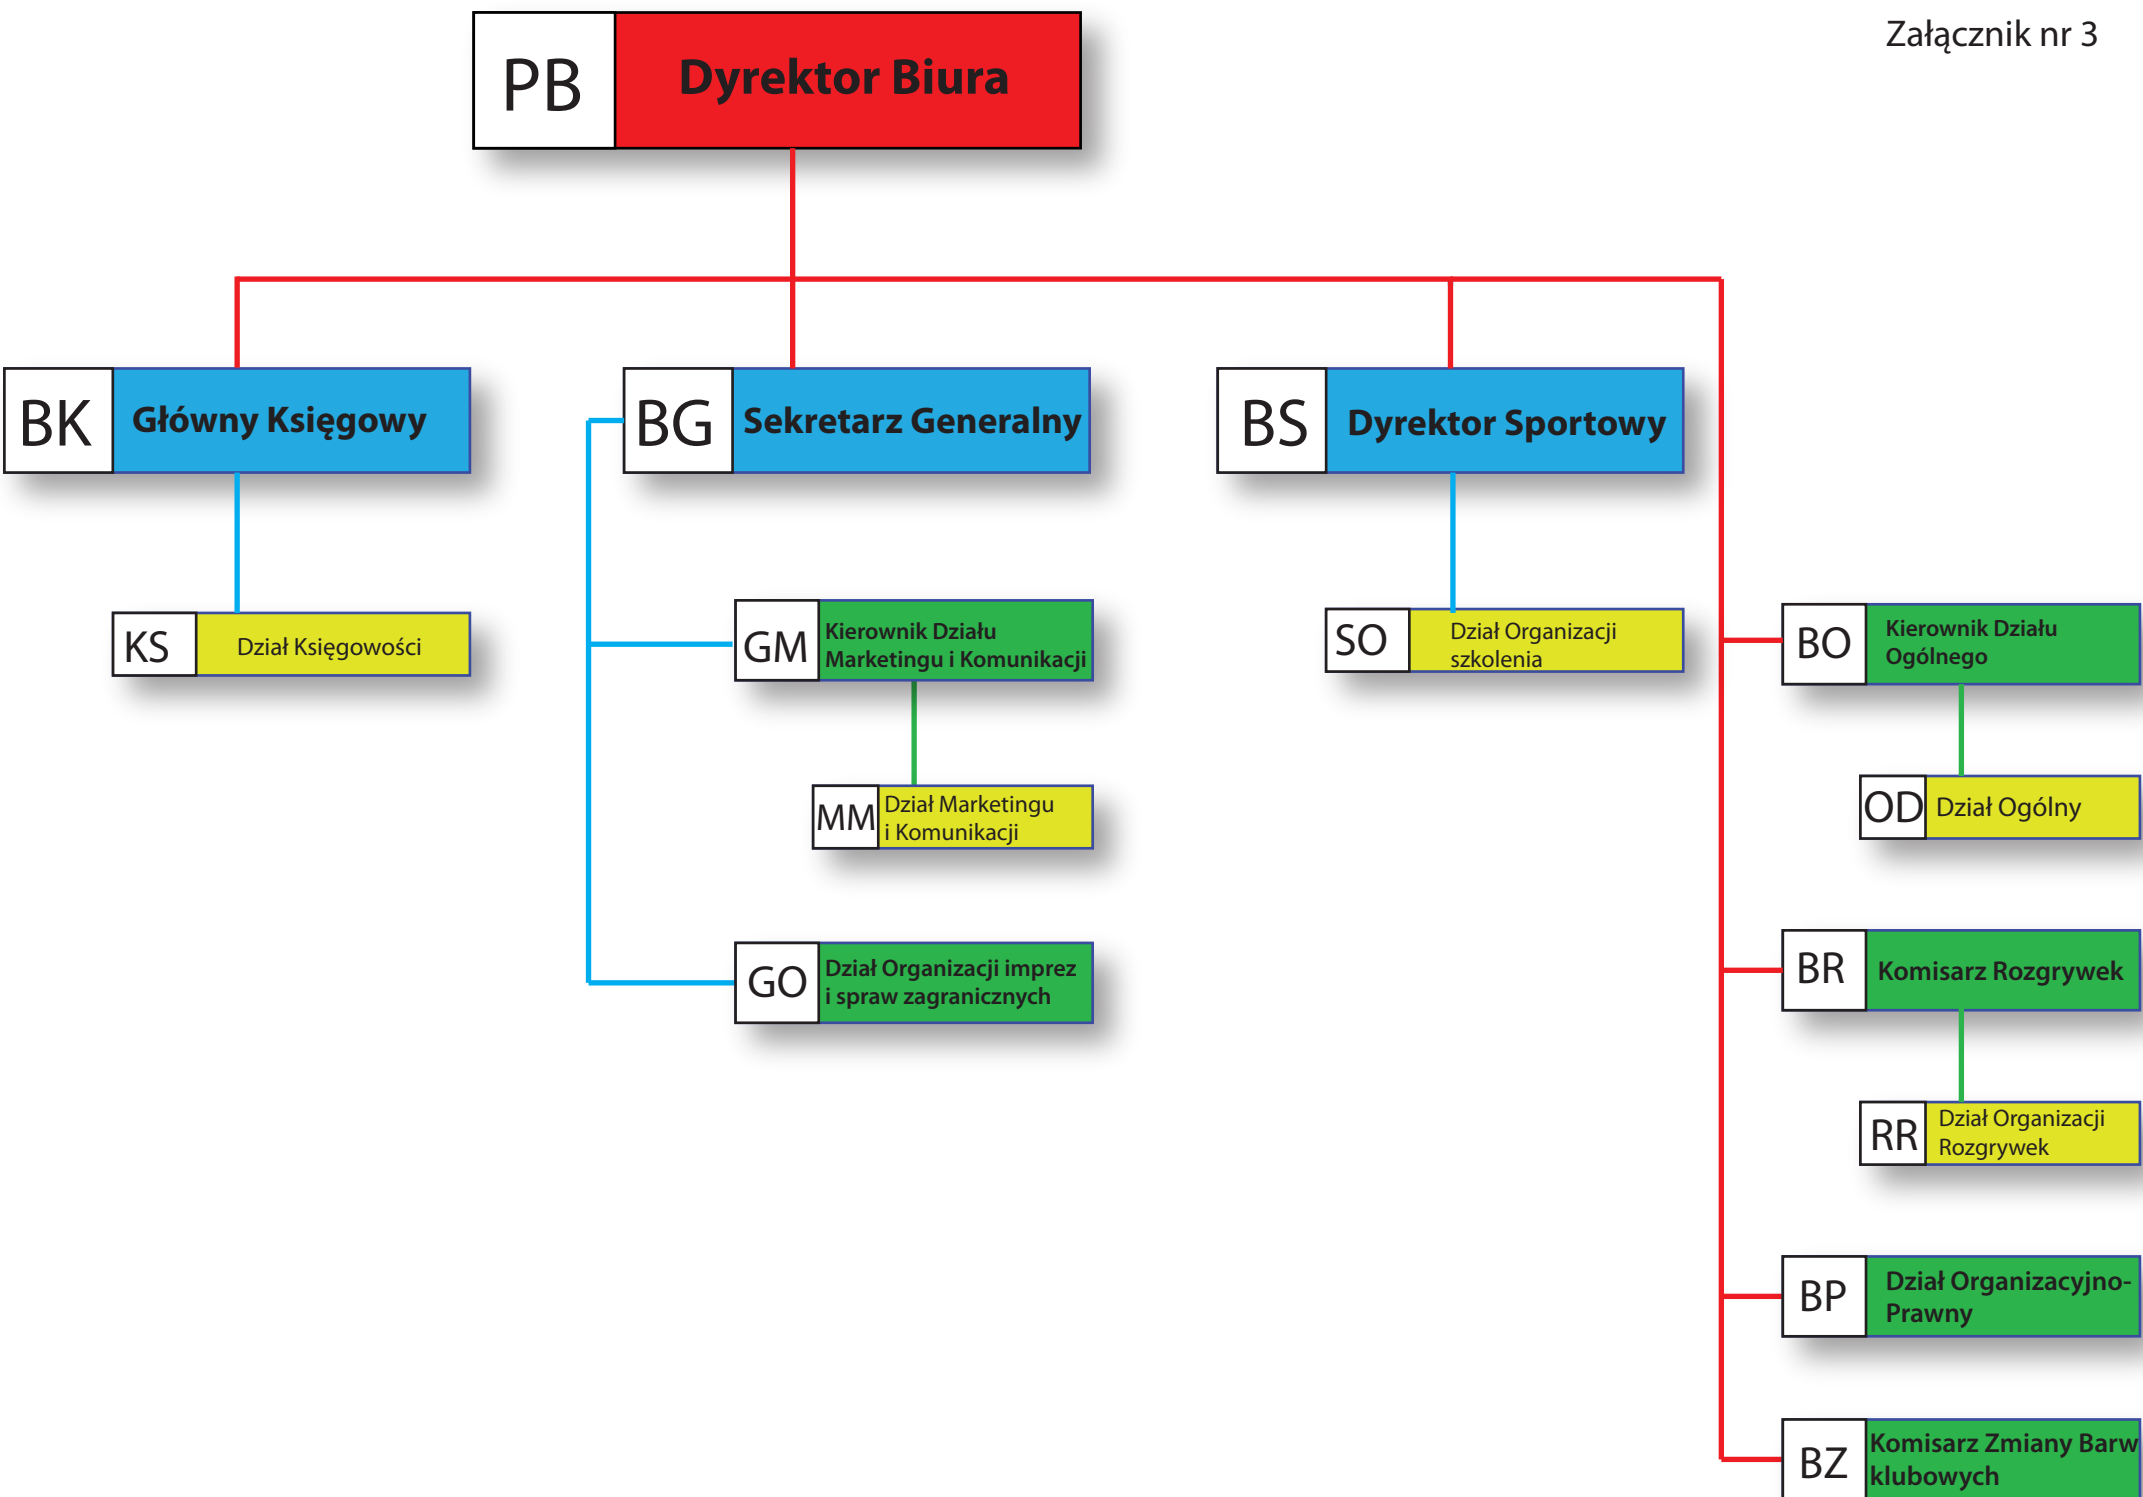 Załącznik nr 3
PB
Dyrektor Biura
BK
Główny Księgowy
BG
Sekretarz Generalny
BS
Dyrektor Sportowy
KS
Dział Księgowości
GM
Kierownik Działu
Marketingu i Komunikacji
MM
Dział Marketingu
i Komunikacji
GO
Dział Organizacji imprez
i spraw zagranicznych
SO
Dział Organizacji
szkolenia
BO
Kierownik Działu
Ogólnego
OD
Dział Ogólny
BR
Komisarz Rozgrywek
RR
Dział Organizacji
Rozgrywek
BP
Dział Organizacyjno-
Prawny
BZ
Komisarz Zmiany Barw
klubowych